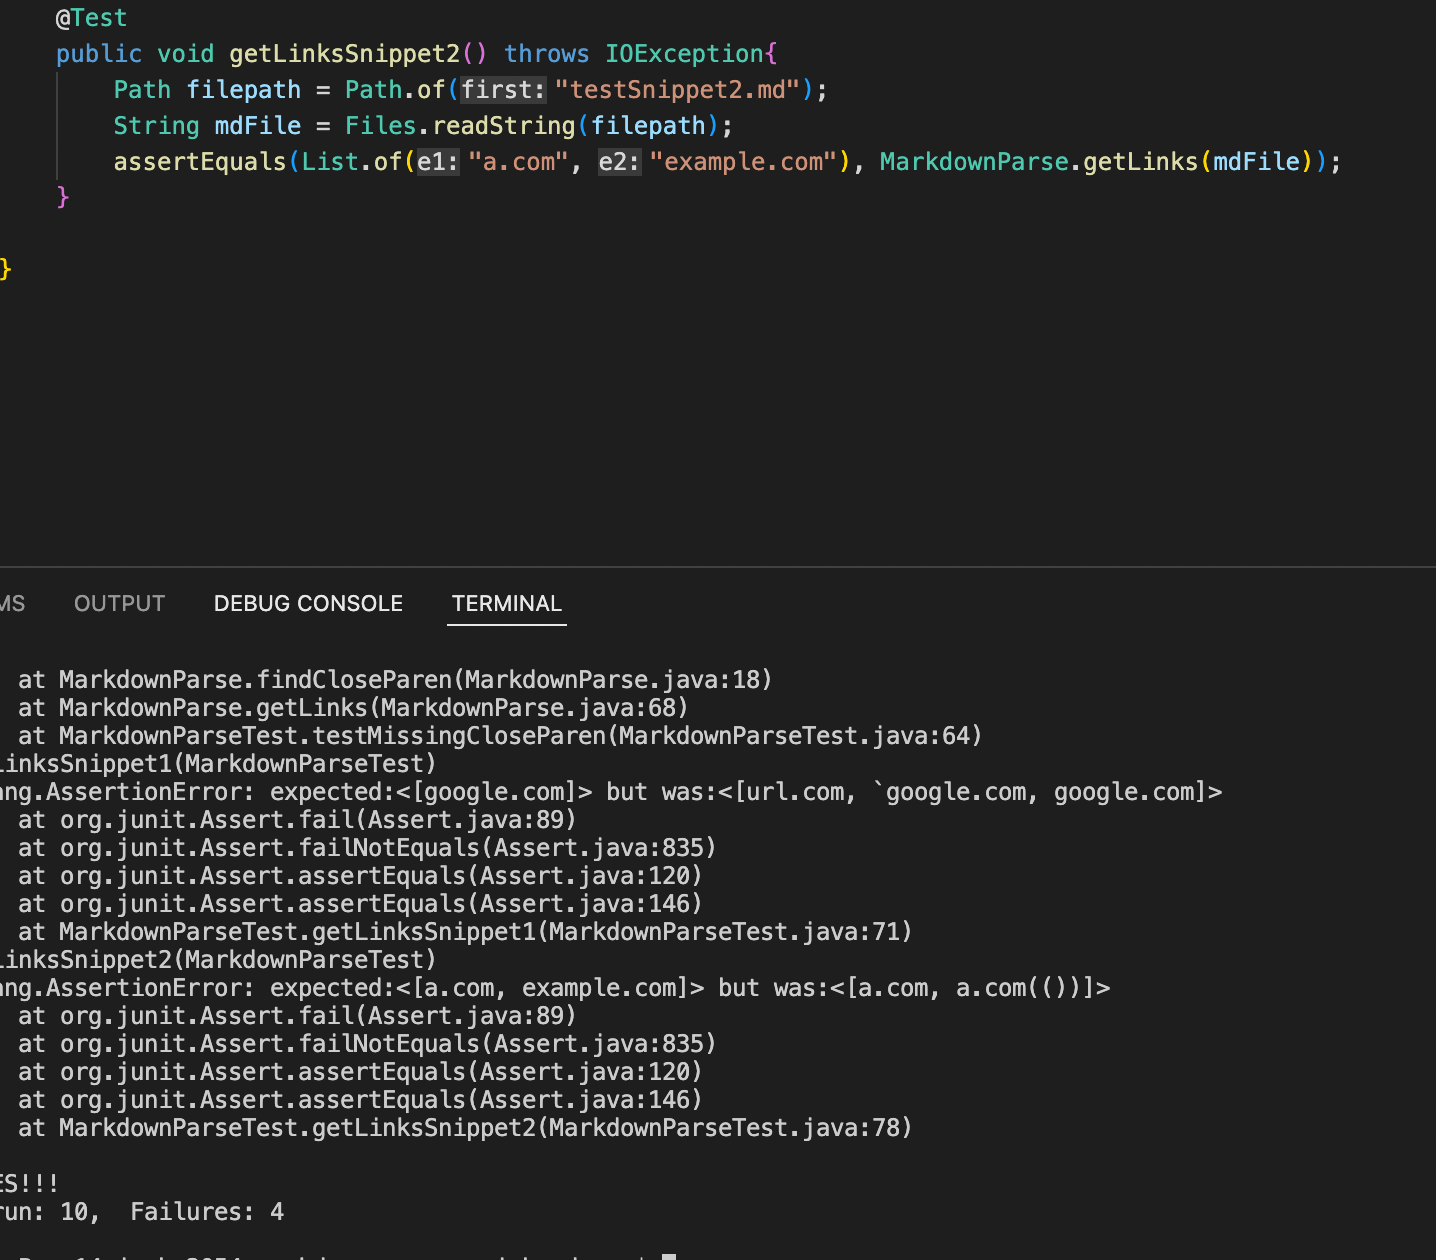 @Test
public void getLinksSnippet2() throws IOException{
Path filepath = Path.of(first: "testSnippet2.md");
String mdFile = Files.readString(filepath);
assertEquals(List.of(e1: "a.com", e2: "example.com"), MarkdownParse.getLinks(mdFile));
}
}
MS OUTPUT DEBUG CONSOLE TERMINAL
at MarkdownParse.findCloseParen(MarkdownParse.java:18)
at MarkdownParse.getLinks(MarkdownParse.java:68)
at MarkdownParseTest.testMissingCloseParen(MarkdownParseTest.java:64)
LinksSnippet1(MarkdownParseTest)
ang.AssertionError: expected:<[google.com]> but was:<[url.com, `google.com, google.com]>
at org.junit.Assert.fail(Assert.java:89)
at org.junit.Assert.failNotEquals(Assert.java:835)
at org.junit.Assert.assertEquals(Assert.java:120)
at org.junit.Assert.assertEquals(Assert.java:146)
at MarkdownParseTest.getLinksSnippet1(MarkdownParseTest.java:71)
LinksSnippet2(MarkdownParseTest)
ang.AssertionError: expected:<[a.com, example.com]> but was:<[a.com, a.com(())]>
at org.junit.Assert.fail(Assert.java:89)
at org.junit.Assert.failNotEquals(Assert.java:835)
at org.junit.Assert.assertEquals(Assert.java:120)
at org.junit.Assert.assertEquals(Assert.java:146)
at MarkdownParseTest.getLinksSnippet2(MarkdownParseTest.java:78)
ES!!!
run: 10, Failures: 4